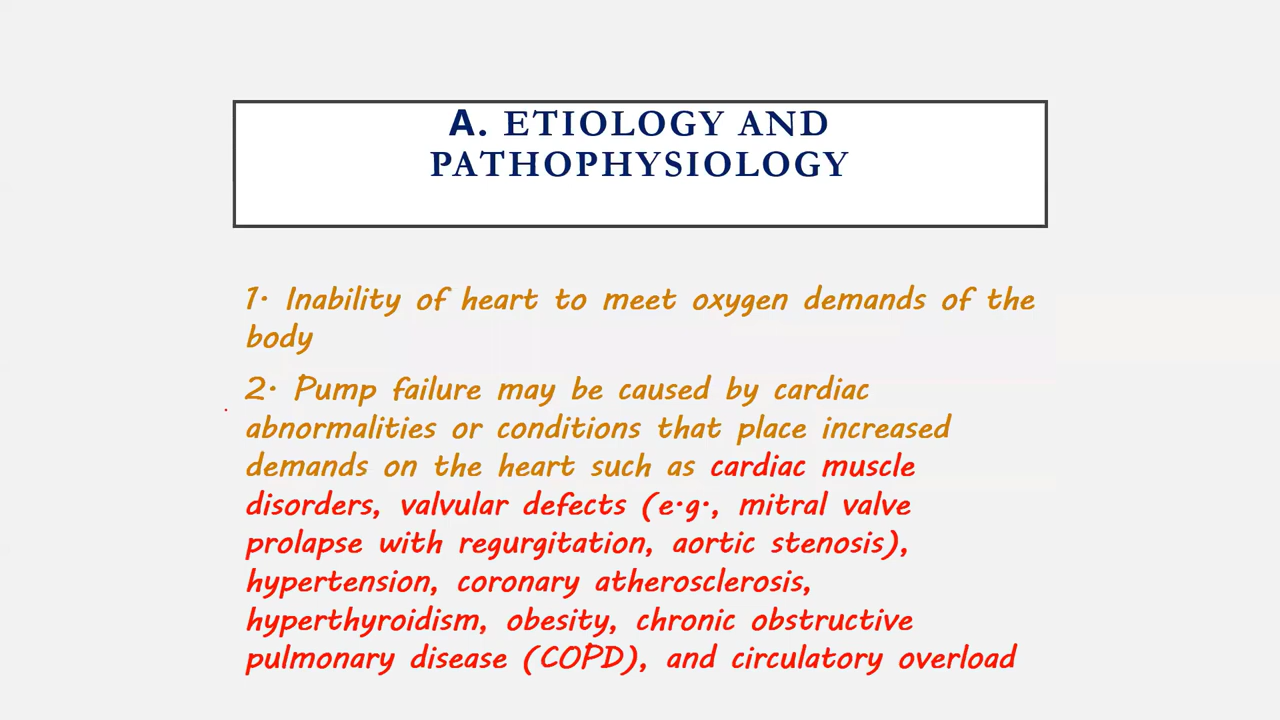 A. ETIOLOGY AND
PATHOPHYSIOLOGY
1. Inability of heart to meet oxygen demands of the
body
2. Pump failure may be caused by cardiac
abnormalities or conditions that place increased
demands on the heart such as cardiac muscle
disorders, valvular defects (e.g., mitral valve
prolapse with regurgitation, aortic stenosis),
hypertension, coronary atherosclerosis,
hyperthyroidism, obesity, chronic obstructive
pulmonary disease (COPD), and circulatory overload